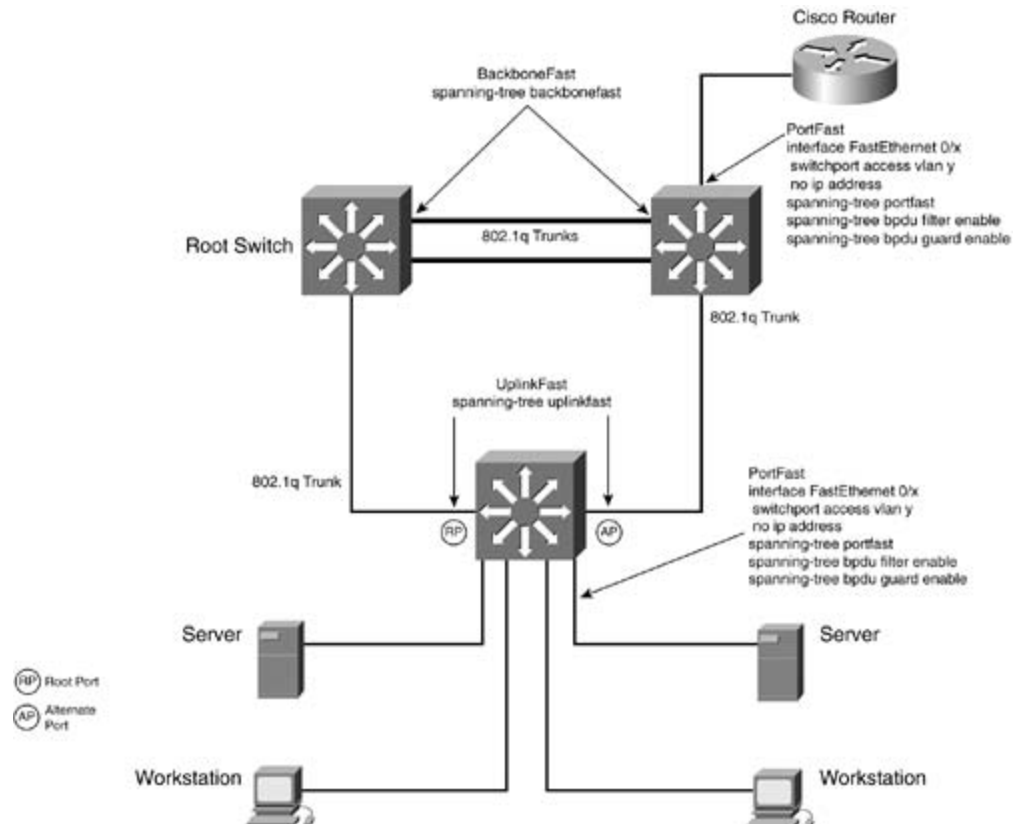 Cisco Router
BackboneFast
spanning-tree backbonefast
PortFast
interface FastEthernet 0/x
switchport access vlan y
no ip address
spanning-tree portfast
spanning-tree bpdu filter enable
spanning-tree bpdu guard enable
Root Switch
802.1q Trunks
802.1q Trunk
UplinkFast
spanning-tree uplinkfast
802.1q Trunk
RP
AP
PortFast
interface FastEthernet 0/x
switchport access vlan y
no ip address
spanning-tree portfast
spanning-tree bpdu filter enable
spanning-tree bpdu guard enable
Server
Server
RP Root Port
AP Alternate
Port
Workstation
Workstation